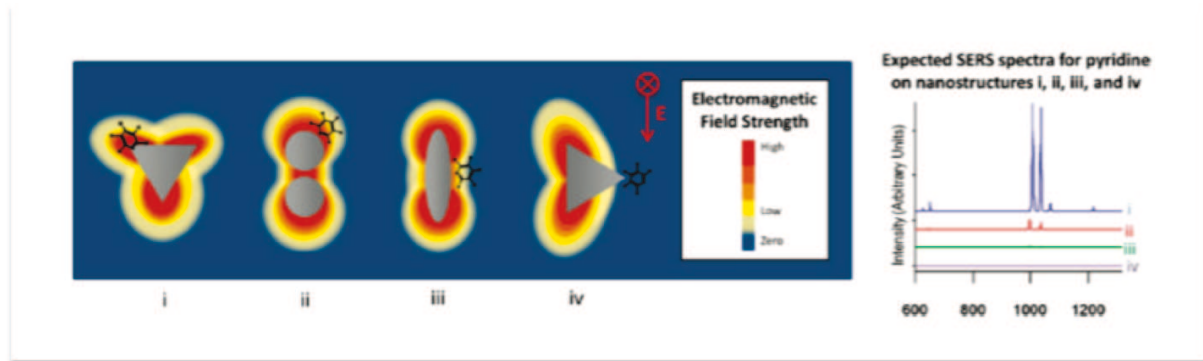 Expected SERS spectra for pyridine
on nanostructures i, ii, iii, and iv
E
Electromagnetic
Field Strength
High
Low
Zero
Intensity (Arbitrary Units)
i
ii
iii
iv
600 800 1000 1200
i ii iii iv